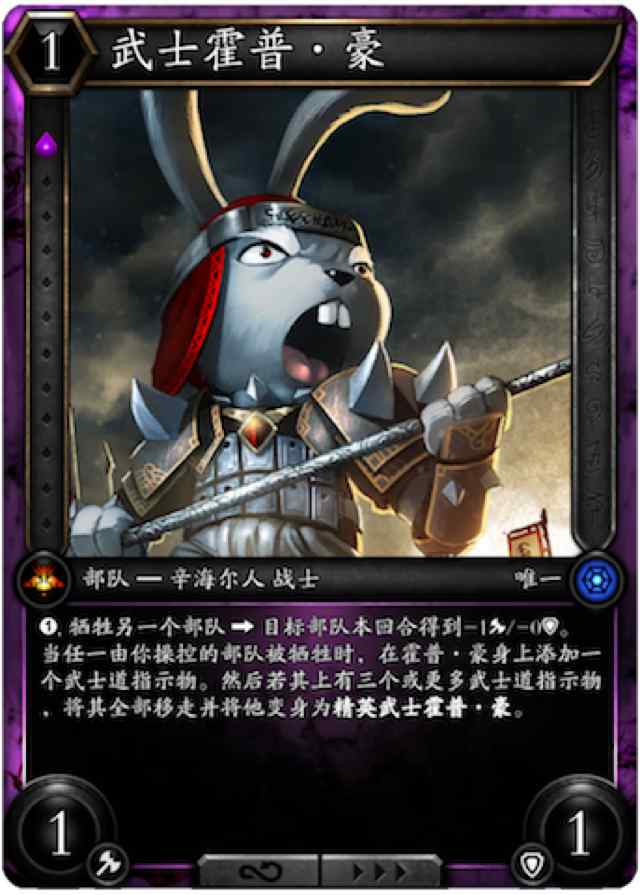 1
武士霍普·豪
部队 — 辛海尔人 战士
唯一
❶, 牺牲另一个部队 ➡ 目标部队本回合得到-1/=0。
当任一由你操控的部队被牺牲时，在霍普·豪身上添加一
个武士道指示物。然后若其上有三个或更多武士道指示物
，将其全部移走并将他变身为精英武士霍普·豪。
1
1